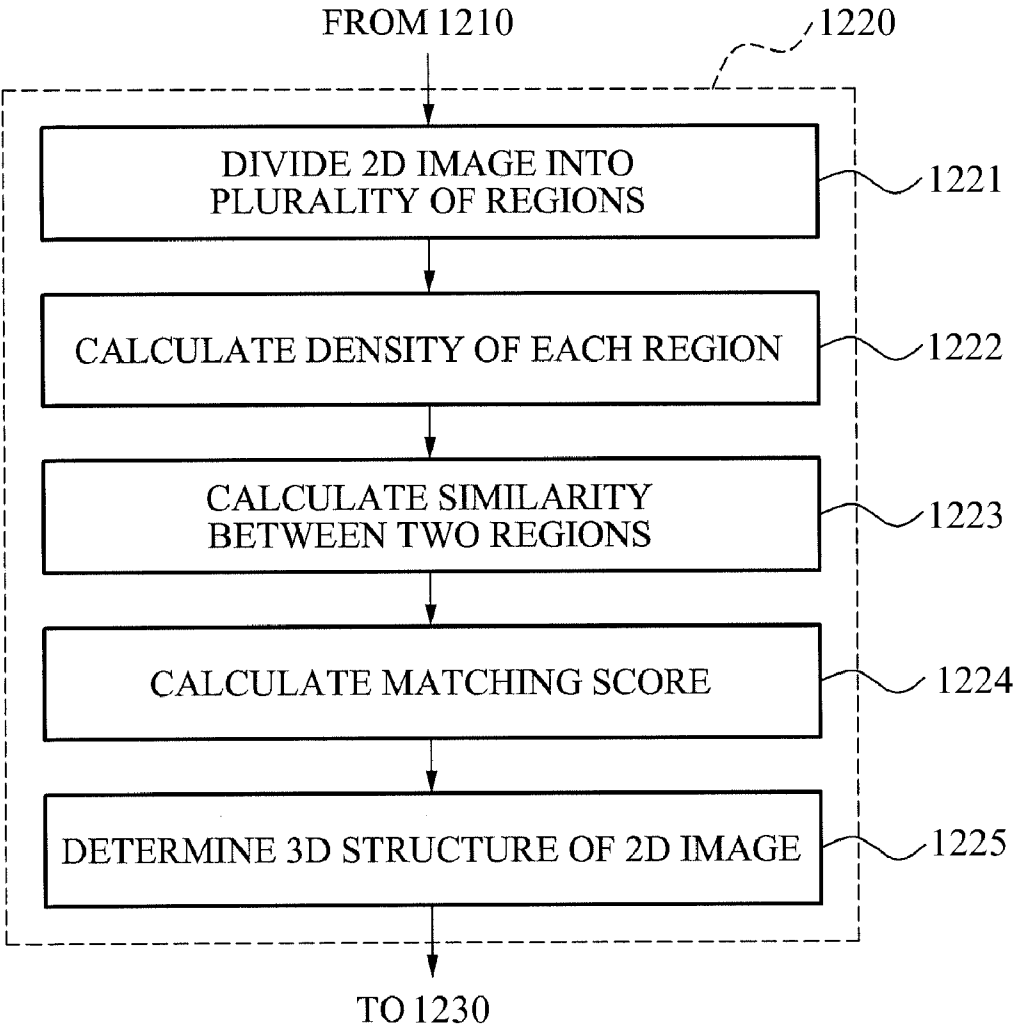 FROM 1210
1220
DIVIDE 2D IMAGE INTO
PLURALITY OF REGIONS
1221
CALCULATE DENSITY OF EACH REGION
1222
CALCULATE SIMILARITY
BETWEEN TWO REGIONS
1223
CALCULATE MATCHING SCORE
1224
DETERMINE 3D STRUCTURE OF 2D IMAGE
1225
TO 1230